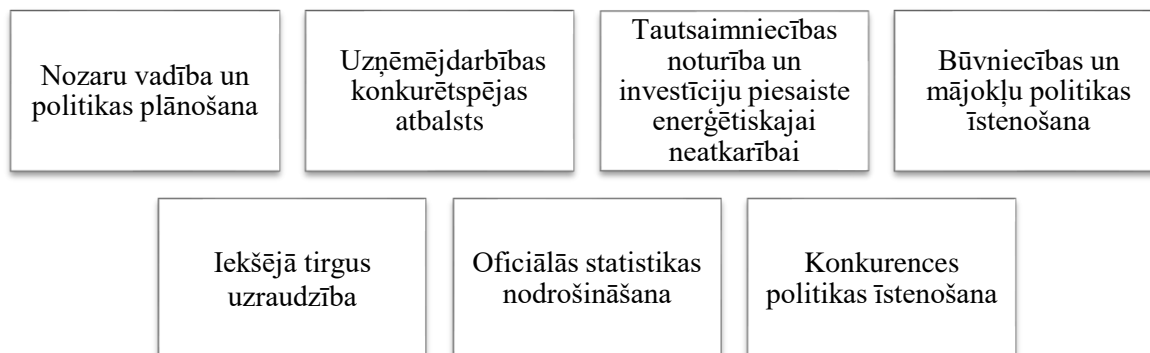 Nozaru vadība un
politikas plānošana
Uzņēmējdarbības
konkurētspējas
atbalsts
Tautsaimniecības
noturība un
investīciju piesaiste
enerģētiskajai
neatkarībai
Būvniecības un
mājokļu politikas
īstenošana
Iekšējā tirgus
uzraudzība
Oficiālās statistikas
nodrošināšana
Konkurences
politikas īstenošana